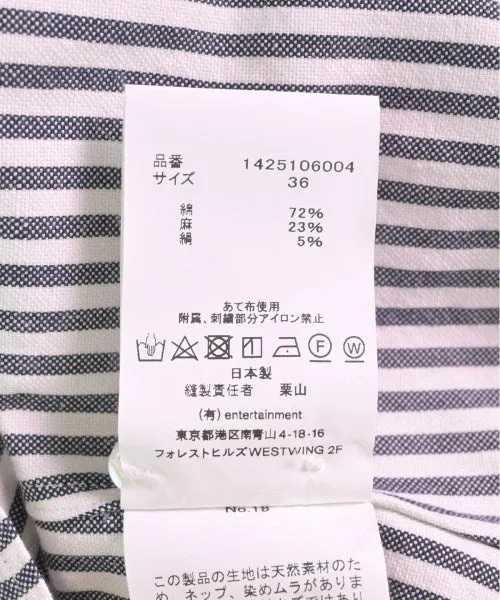 品番 1425106004
サイズ 36
綿 72%
麻 23%
絹 5%
あて布使用
附属、刺繍部分アイロン禁止
F W
日本製
縫製責任者 栗山
(有) entertainment
東京都港区南青山4-18-16
フォレストヒルズWESTWING 2F
No.18
この製品の生地は天然素材のた
め、ネップ、染めムラがありま